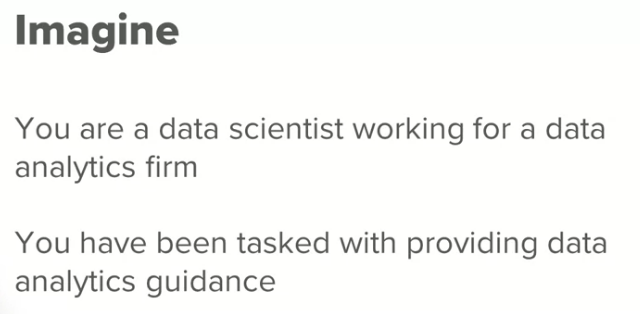 Imagine
You are a data scientist working for a data
analytics firm
You have been tasked with providing data
analytics guidance